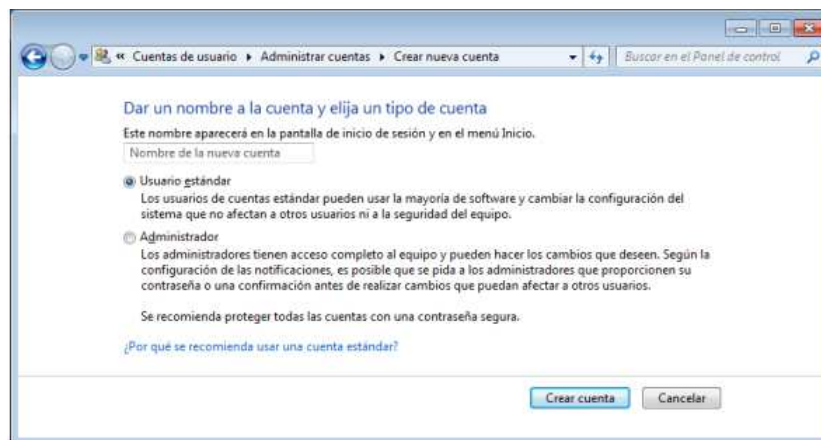 « Cuentas de usuario ▸ Administrar cuentas ▸ Crear nueva cuenta
Buscar en el Panel de control
Dar un nombre a la cuenta y elija un tipo de cuenta
Este nombre aparecerá en la pantalla de inicio de sesión y en el menú Inicio.
Nombre de la nueva cuenta
Usuario estándar
Los usuarios de cuentas estándar pueden usar la mayoría de software y cambiar la configuración del
sistema que no afectan a otros usuarios ni a la seguridad del equipo.
Administrador
Los administradores tienen acceso completo al equipo y pueden hacer los cambios que deseen. Según la
configuración de las notificaciones, es posible que se pida a los administradores que proporcionen su
contraseña o una confirmación antes de realizar cambios que puedan afectar a otros usuarios.
Se recomienda proteger todas las cuentas con una contraseña segura.
¿Por qué se recomienda usar una cuenta estándar?
Crear cuenta
Cancelar